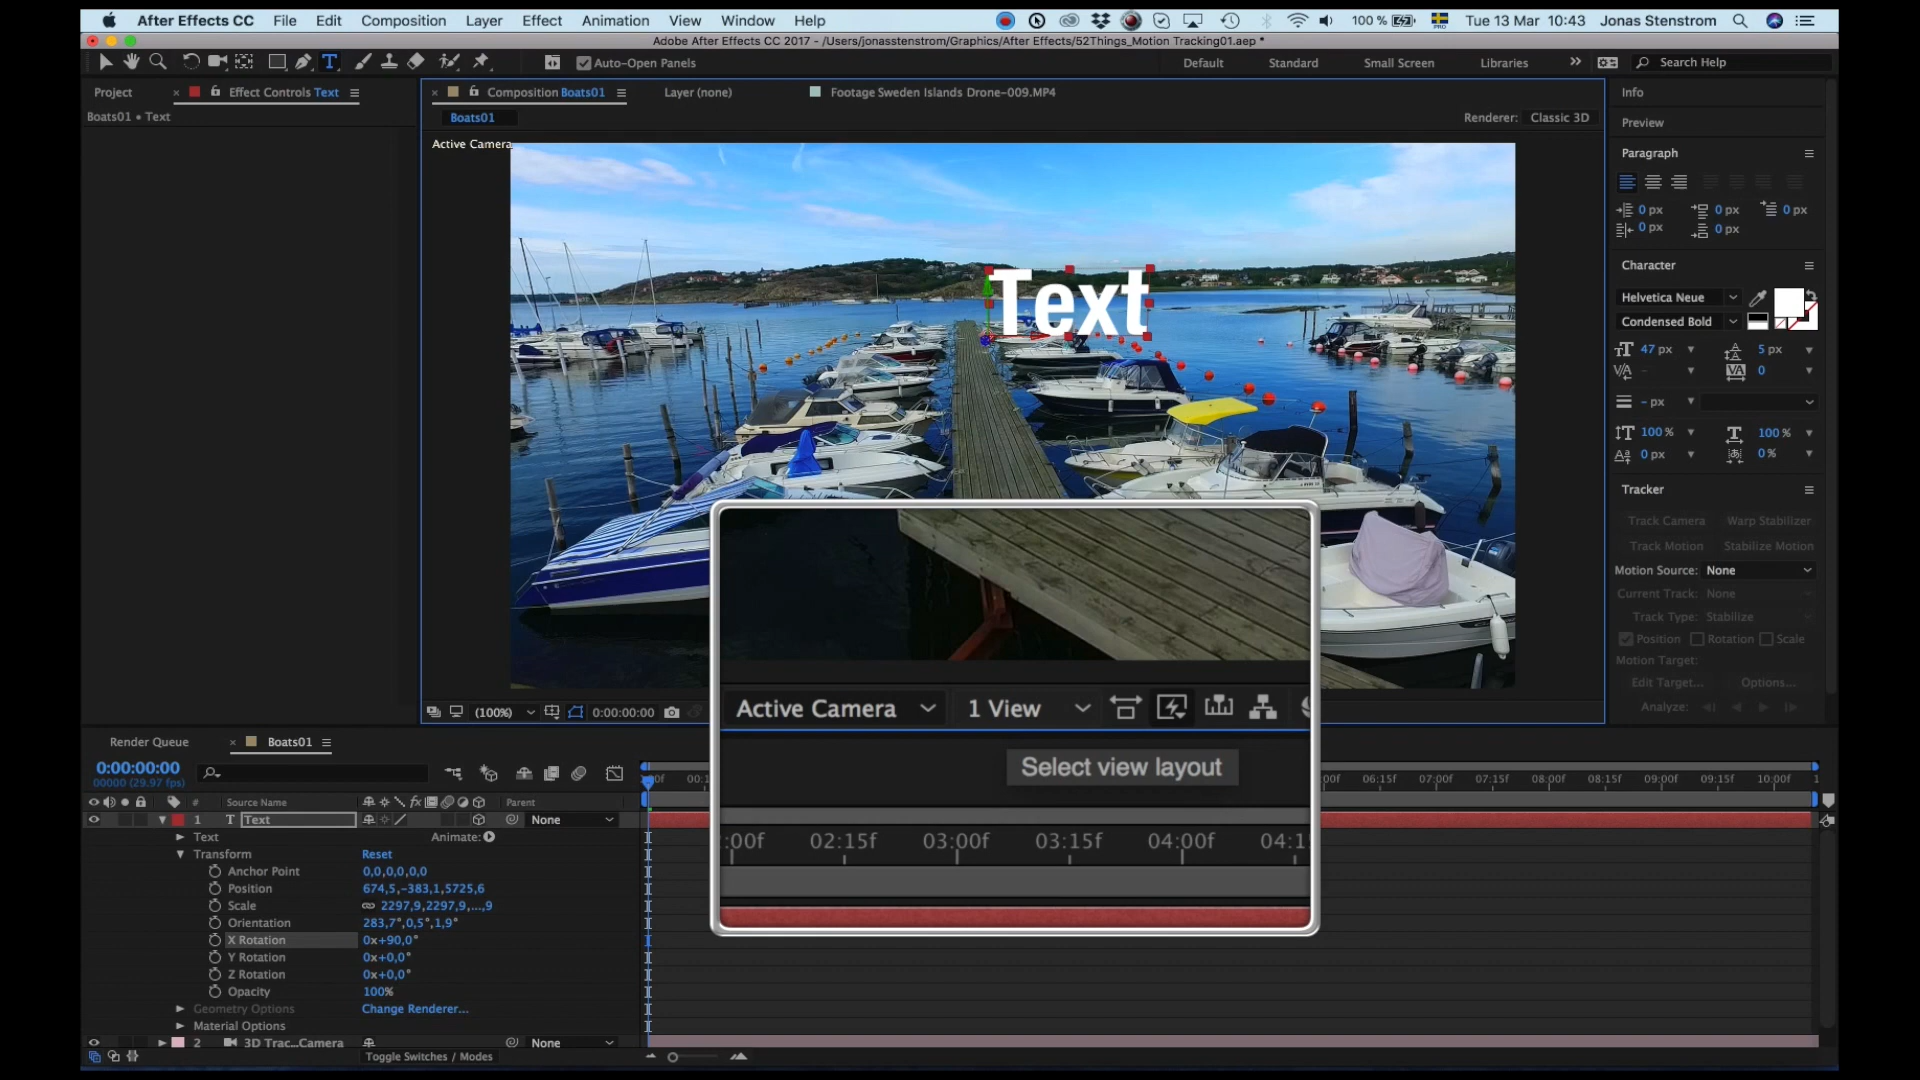 After Effects CC File Edit Composition Layer Effect Animation View Window Help 100 % PRO Tue 13 Mar 10:43 Jonas Stenstrom
Adobe After Effects CC 2017 - /Users/jonasstenstrom/Graphics/After Effects/52Things_Motion Tracking01.aep *
Auto-Open Panels Default Standard Small Screen Libraries Search Help
Project Effect Controls Text Composition Boats01 Layer (none) Footage Sweden Islands Drone-009.MP4 Info
Boats01 • Text Boats01 Renderer: Classic 3D
Preview
Active Camera
Paragraph
0 px 0 px 0 px
0 px 0 px
Character
Text
Helvetica Neue
Condensed Bold
47 px 5 px
0
- px
100 % 100 %
0 px 0 %
Tracker
Track Camera Warp Stabilizer
Track Motion Stabilize Motion
Motion Source: None
Current Track: None
Track Type: Stabilize
Position Rotation Scale
Motion Target:
Edit Target... Options...
Analyze:
(100%) 0:00:00:00
Active Camera 1 View
Select view layout
:00f 02:15f 03:00f 03:15f 04:00f 04:1
Render Queue Boats01
0:00:00:00
00000 (29.97 fps)
00f 06:15f 07:00f 07:15f 08:00f 08:15f 09:00f 09:15f 10:00f
# Source Name Parent
1 T Text None
Text Animate:
Transform Reset
Anchor Point 0,0,0,0,0,0
Position 674,5,-383,1,5725,6
Scale 2297,9,2297,9,...,9
Orientation 283,7°,0,5°,1,9°
X Rotation 0x+90,0°
Y Rotation 0x+0,0°
Z Rotation 0x+0,0°
Opacity 100%
Geometry Options Change Renderer...
Material Options
2 3D Trac...Camera None
Toggle Switches / Modes